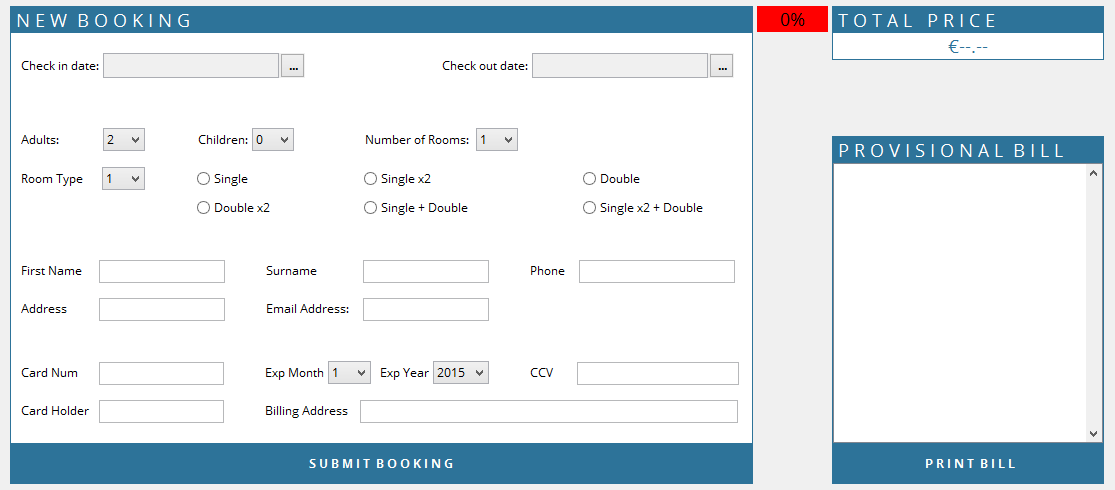 NEW BOOKING
0%
TOTAL PRICE
€--.--
Check in date: ...
Check out date: ...
Adults: 2 Children: 0 Number of Rooms: 1
PROVISIONAL BILL
Room Type 1 Single Single x2 Double
Double x2 Single + Double Single x2 + Double
First Name Surname Phone
Address Email Address:
Card Num Exp Month 1 Exp Year 2015 CCV
Card Holder Billing Address
SUBMIT BOOKING
PRINT BILL